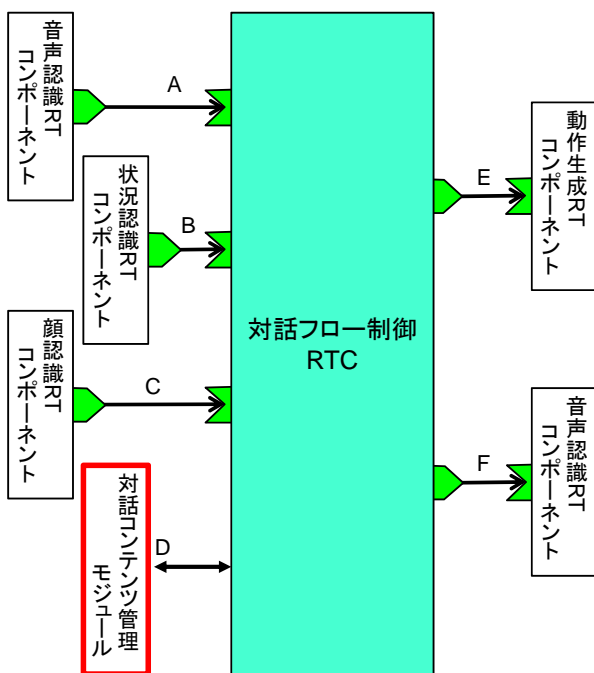 音声認識RT
コンポーネント
A
状況認識RT
コンポーネント
B
顔認識RT
コンポーネント
C
対話コンテンツ管理
モジュール
D
対話フロー制御
RTC
E
動作生成RT
コンポーネント
F
音声認識RT
コンポーネント